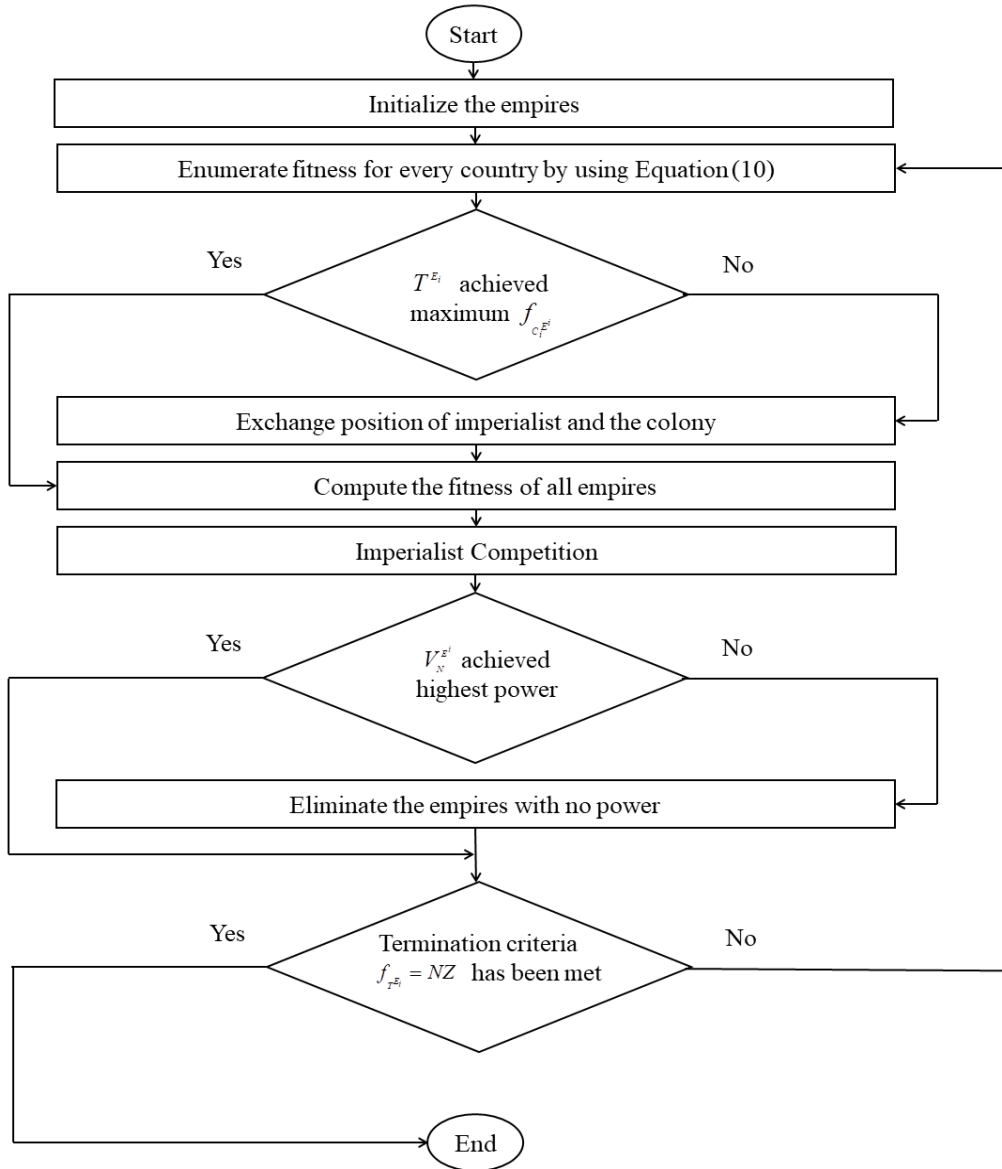 Start
Initialize the empires
Enumerate fitness for every country by using Equation (10)
Yes
No
T^{E_i} achieved
maximum f_{c_i^{E^i}}
Exchange position of imperialist and the colony
Compute the fitness of all empires
Imperialist Competition
Yes
No
V_N^{E^i} achieved
highest power
Eliminate the empires with no power
Yes
No
Termination criteria
f_{T^{E_i}} = NZ has been met
End